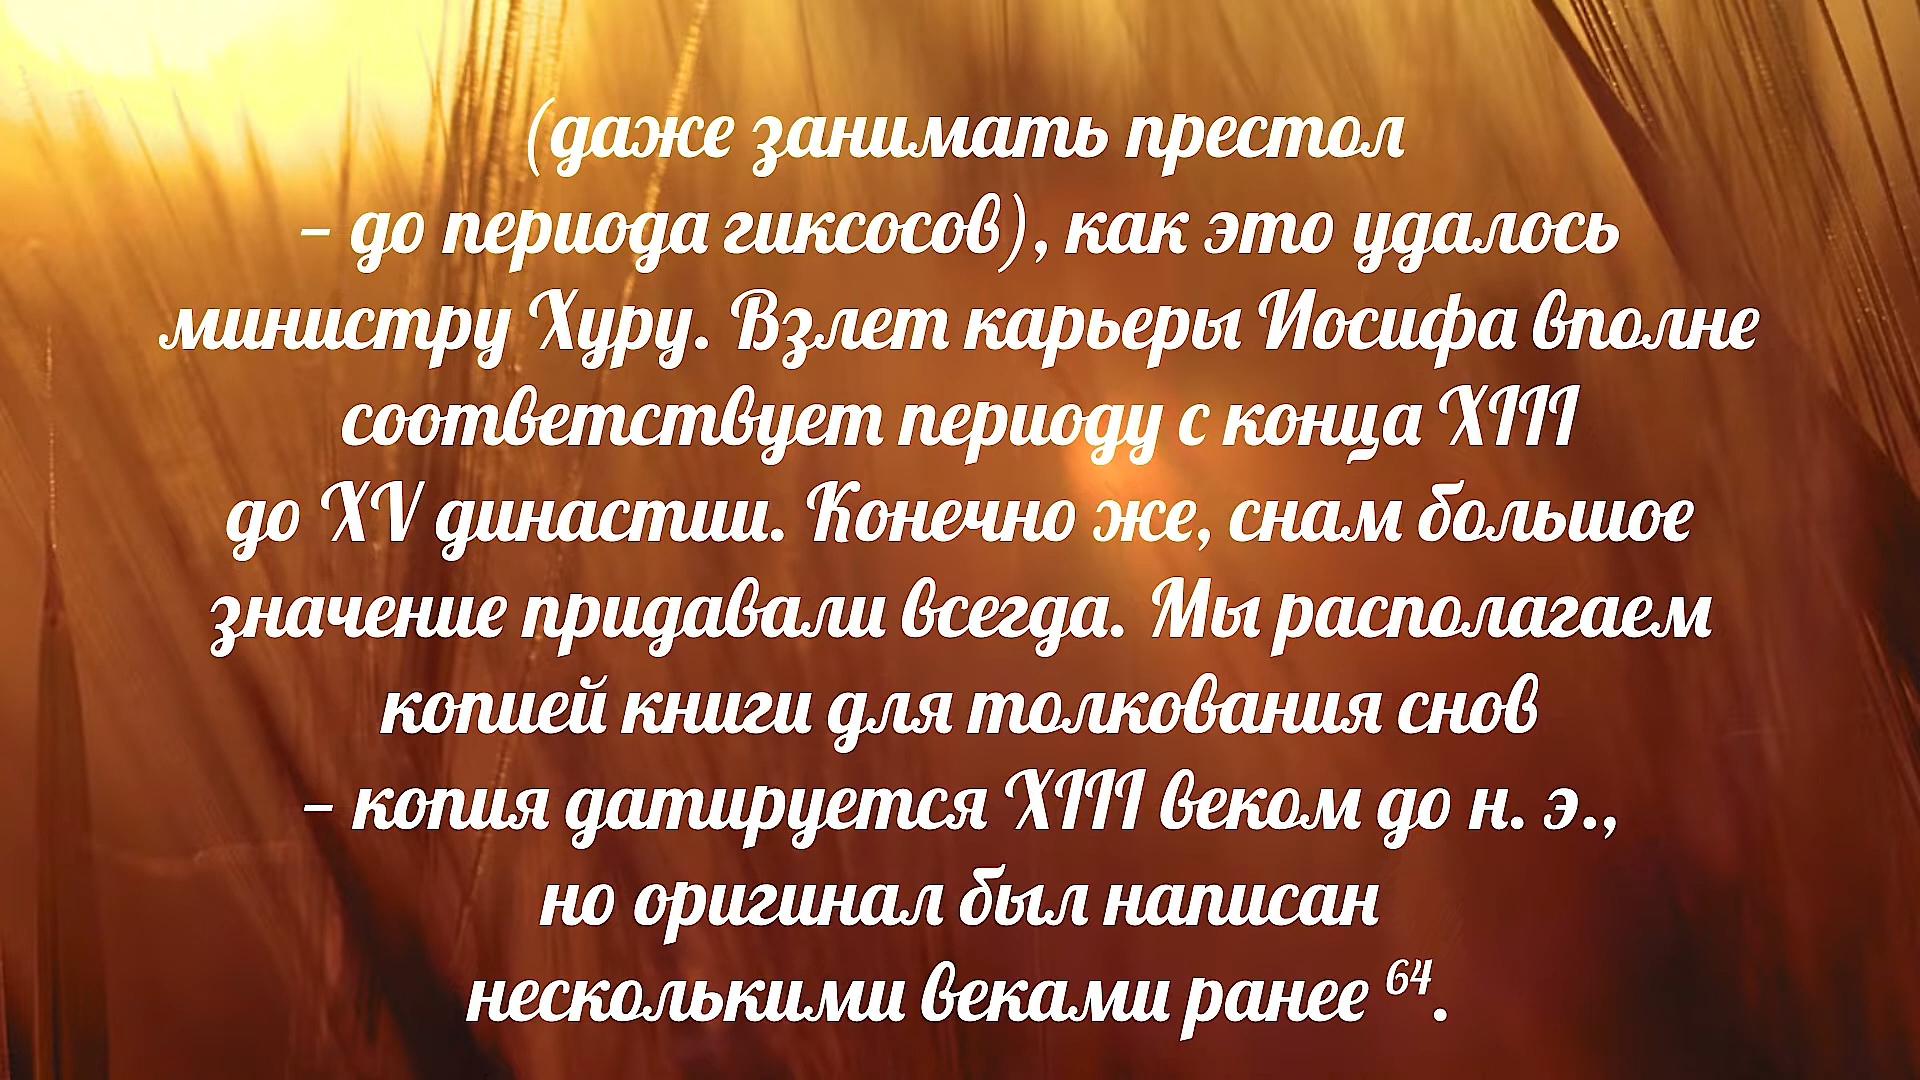 (даже занимать престол
– до периода гиксосов), как это удалось
министру Хуру. Взлет карьеры Иосифа вполне
соответствует периоду с конца XIII
до XV династии. Конечно же, снам большое
значение придавали всегда. Мы располагаем
копией книги для толкования снов
– копия датируется XIII веком до н. э.,
но оригинал был написан
несколькими веками ранее 64.